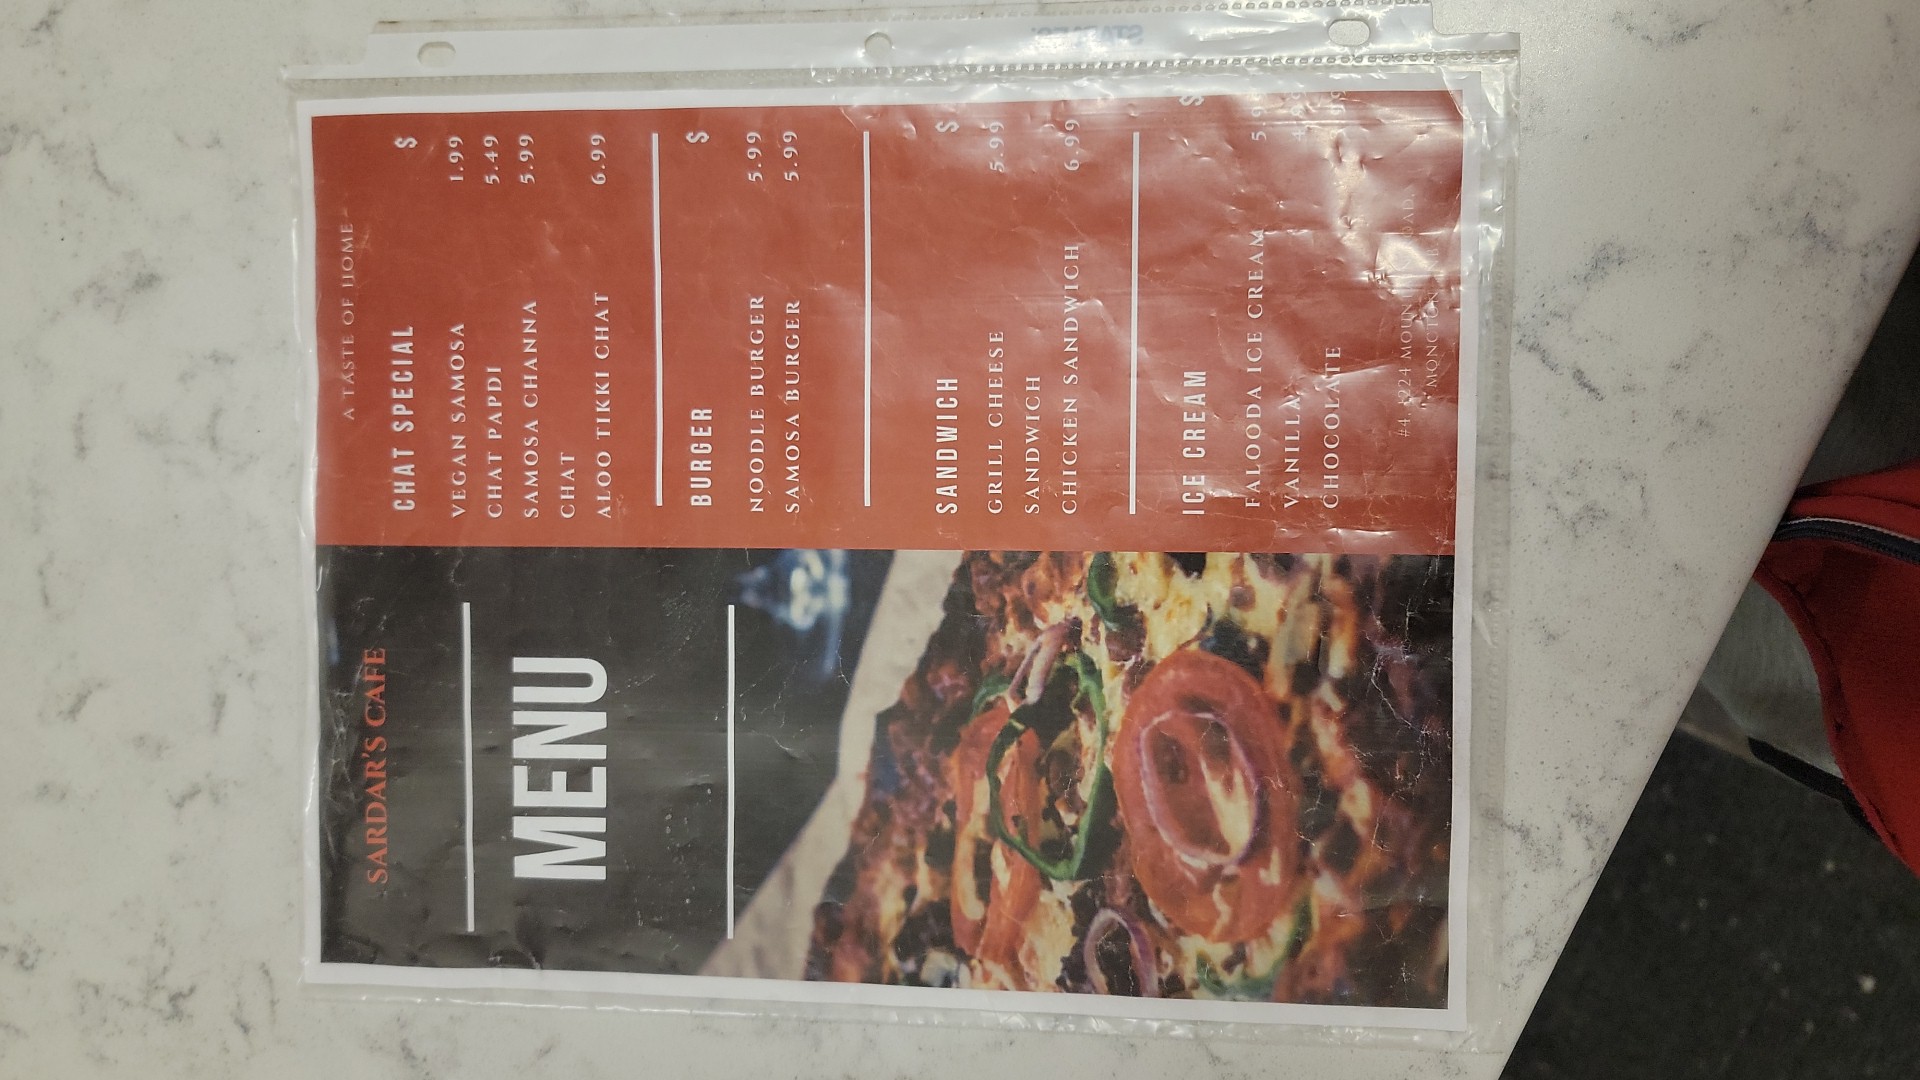 SARDAR'S CAFE
MENU
A TASTE OF HOME
CHAT SPECIAL $
VEGAN SAMOSA 1.99
CHAT PAPDI 5.49
SAMOSA CHANNA 5.99
CHAT
ALOO TIKKI CHAT 6.99
BURGER $
NOODLE BURGER 5.99
SAMOSA BURGER 5.99
SANDWICH $
GRILL CHEESE 5.99
SANDWICH
CHICKEN SANDWICH 6.99
ICE CREAM $
FALOODA ICE CREAM
VANILLA
CHOCOLATE
MONCTON
STAPLES